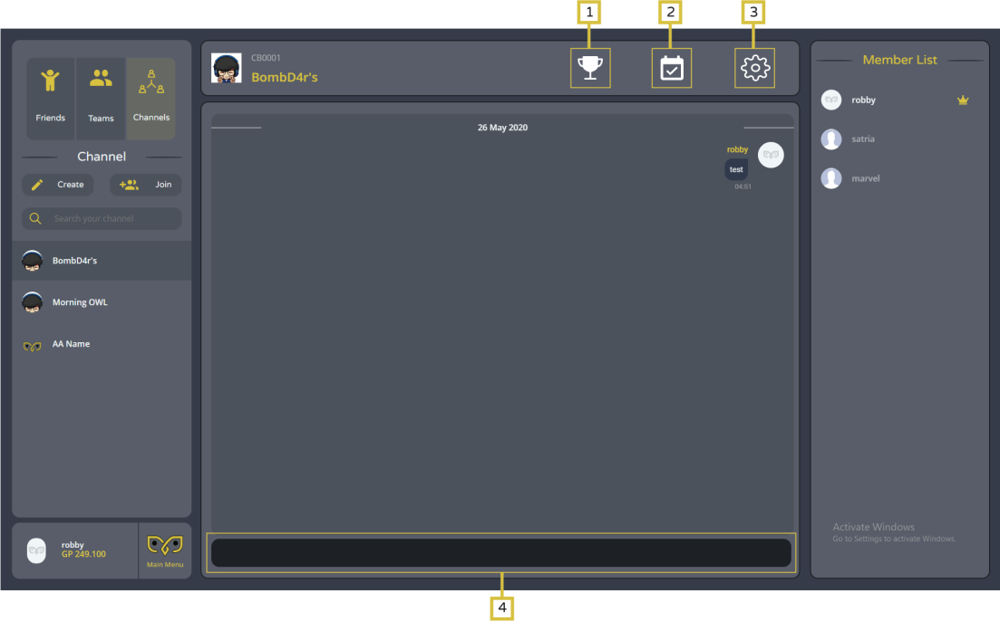 1
2
3
Friends
Teams
Channels
Channel
Create
Join
Search your channel
BombD4r's
Morning OWL
AA Name
robby
GP 249.100
Main Menu
CB0001
BombD4r's
26 May 2020
robby
test
04:51
Member List
robby
satria
marvel
Activate Windows
Go to Settings to activate Windows.
4